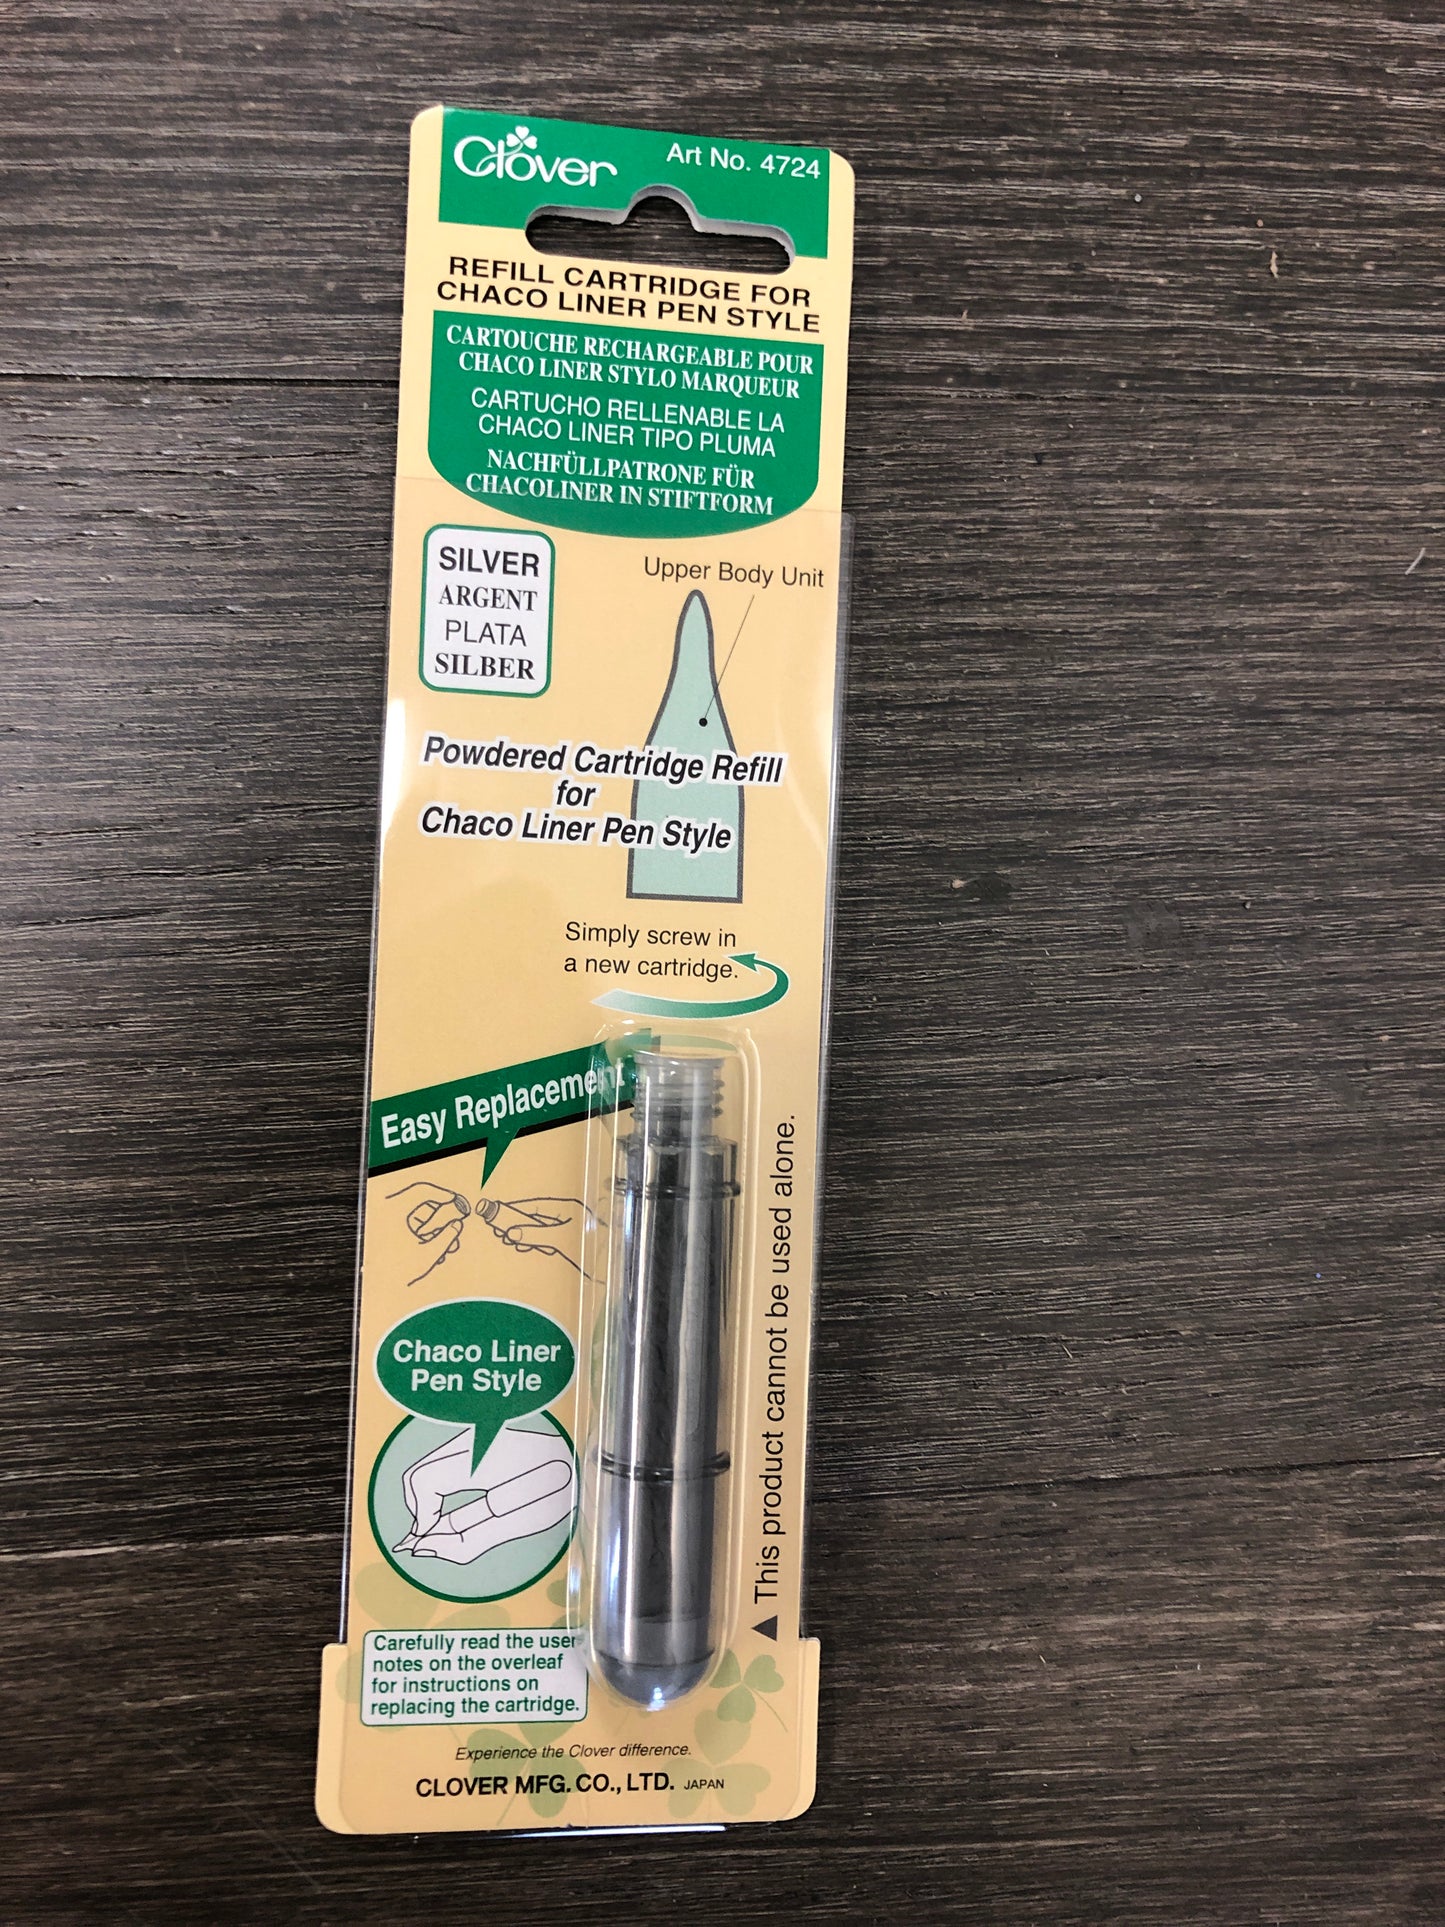 Clover
Art No. 4724
REFILL CARTRIDGE FOR
CHACO LINER PEN STYLE
CARTOUCHE RECHARGEABLE POUR
CHACO LINER STYLO MARQUEUR
CARTUCHO RELLENABLE LA
CHACO LINER TIPO PLUMA
NACHFÜLLPATRONE FÜR
CHACOLINER IN STIFTFORM
SILVER
ARGENT
PLATA
SILBER
Upper Body Unit
Powdered Cartridge Refill
for
Chaco Liner Pen Style
Simply screw in
a new cartridge.
Easy Replacement
Chaco Liner
Pen Style
▲ This product cannot be used alone.
Carefully read the user
notes on the overleaf
for instructions on
replacing the cartridge.
Experience the Clover difference.
CLOVER MFG. CO., LTD. JAPAN